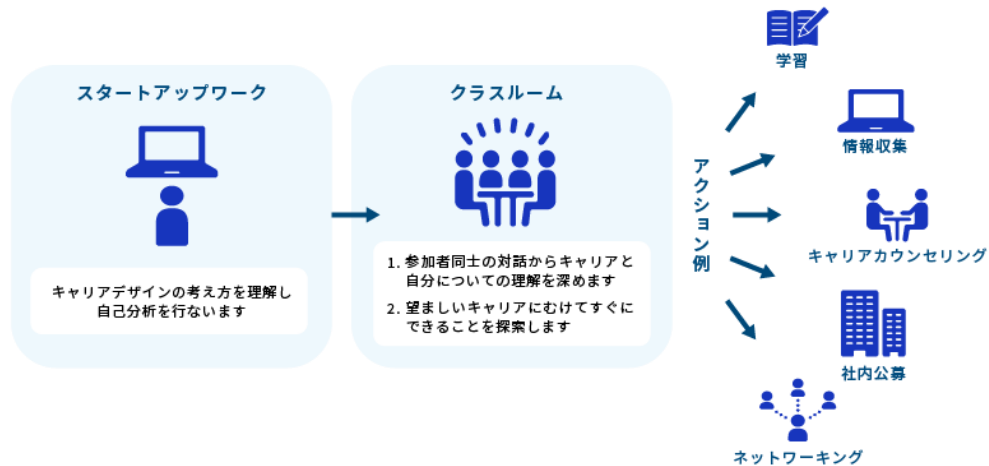 スタートアップワーク
キャリアデザインの考え方を理解し
自己分析を行ないます
クラスルーム
1. 参加者同士の対話からキャリアと
自分についての理解を深めます
2. 望ましいキャリアにむけてすぐに
できることを探索します
アクション例
学習
情報収集
キャリアカウンセリング
社内公募
ネットワーキング